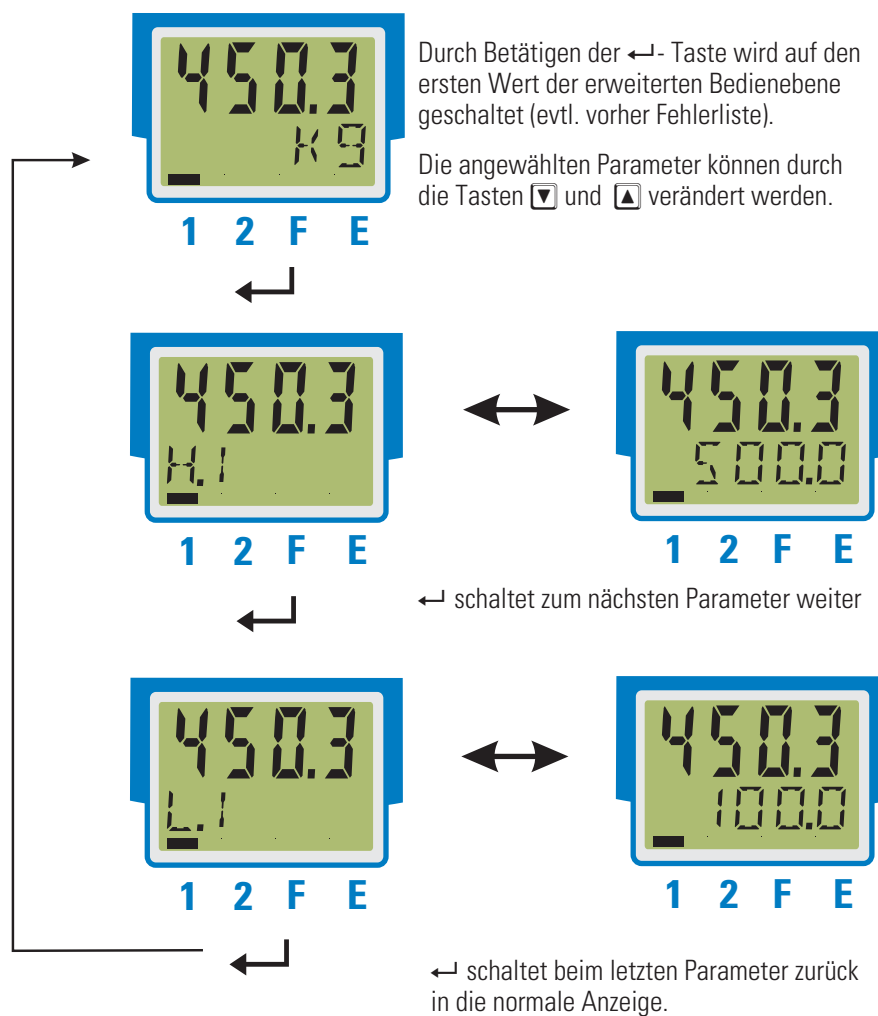 450.3
Kg
1 2 F E
Durch Betätigen der ↵- Taste wird auf den
ersten Wert der erweiterten Bedienebene
geschaltet (evtl. vorher Fehlerliste).
Die angewählten Parameter können durch
die Tasten ▼ und ▲ verändert werden.
↵
450.3
H.1
1 2 F E
450.3
500.0
1 2 F E
↵
↵ schaltet zum nächsten Parameter weiter
450.3
L.1
1 2 F E
450.3
100.0
1 2 F E
↵
↵ schaltet beim letzten Parameter zurück
in die normale Anzeige.